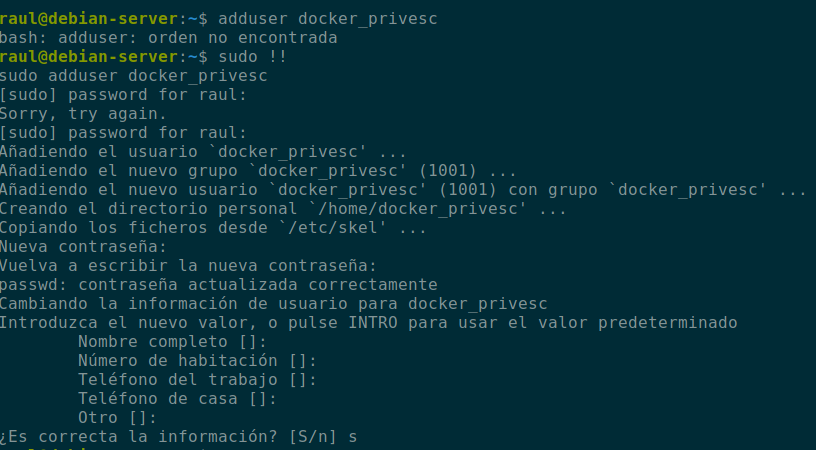 raul@debian-server:~$ adduser docker_privesc
bash: adduser: orden no encontrada
raul@debian-server:~$ sudo !!
sudo adduser docker_privesc
[sudo] password for raul:
Sorry, try again.
[sudo] password for raul:
Añadiendo el usuario `docker_privesc' ...
Añadiendo el nuevo grupo `docker_privesc' (1001) ...
Añadiendo el nuevo usuario `docker_privesc' (1001) con grupo `docker_privesc' ...
Creando el directorio personal `/home/docker_privesc' ...
Copiando los ficheros desde `/etc/skel' ...
Nueva contraseña:
Vuelva a escribir la nueva contraseña:
passwd: contraseña actualizada correctamente
Cambiando la información de usuario para docker_privesc
Introduzca el nuevo valor, o pulse INTRO para usar el valor predeterminado
Nombre completo []:
Número de habitación []:
Teléfono del trabajo []:
Teléfono de casa []:
Otro []:
¿Es correcta la información? [S/n] s